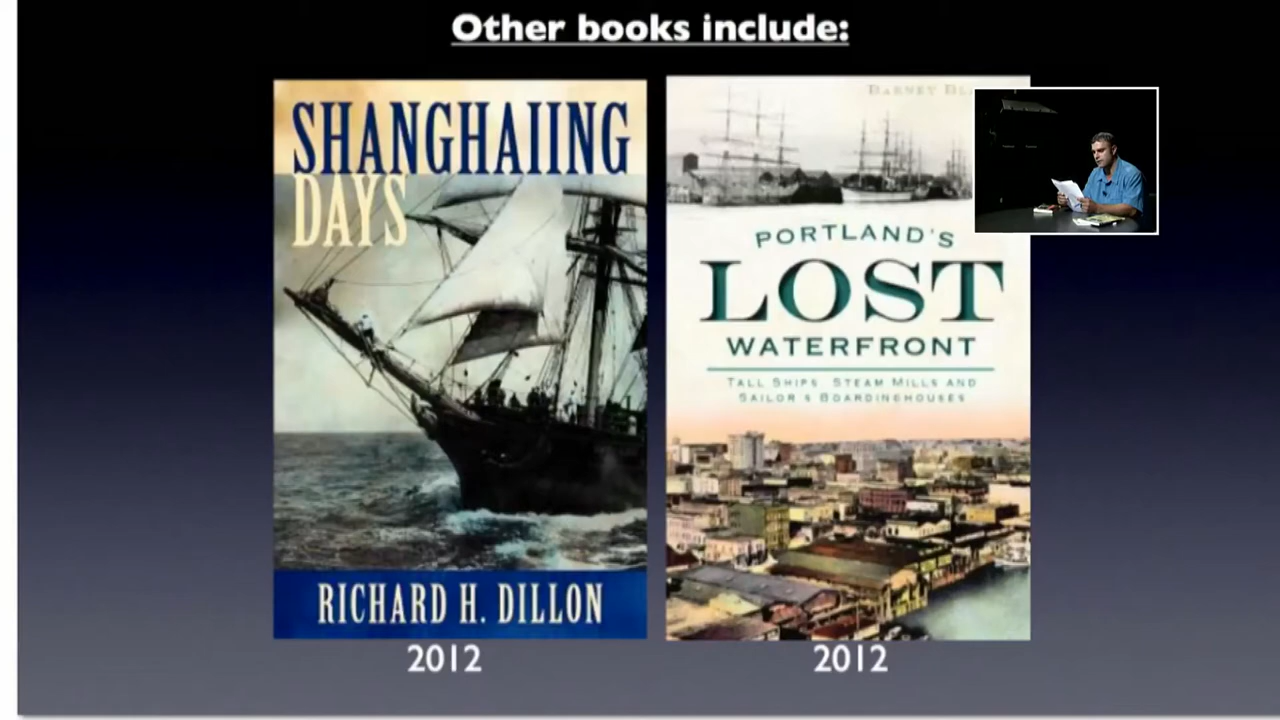 Other books include:
SHANGHAIING
DAYS
RICHARD H. DILLON
2012
BARNEY
PORTLAND'S
LOST
WATERFRONT
TALL SHIPS, STEAM MILLS AND
SAILOR'S BOARDINGHOUSES
2012